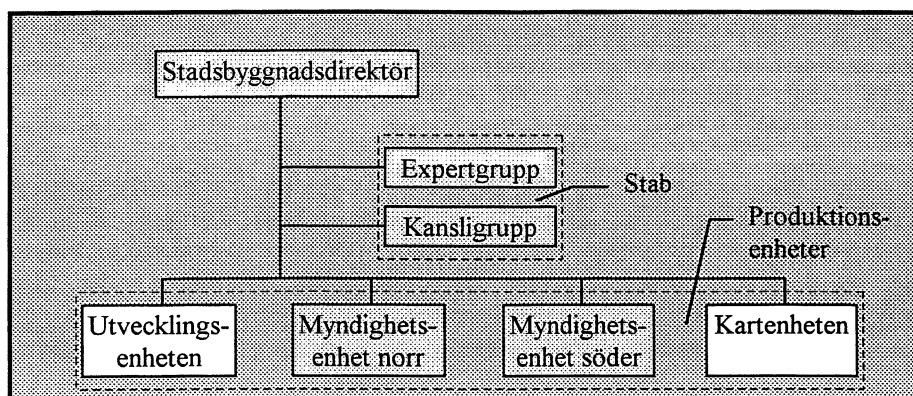 Stadsbyggnadsdirektör
Expertgrupp
Stab
Kansligrupp
Produktions-
enheter
Utvecklings-
enheten
Myndighets-
enhet norr
Myndighets-
enhet söder
Kartenheten